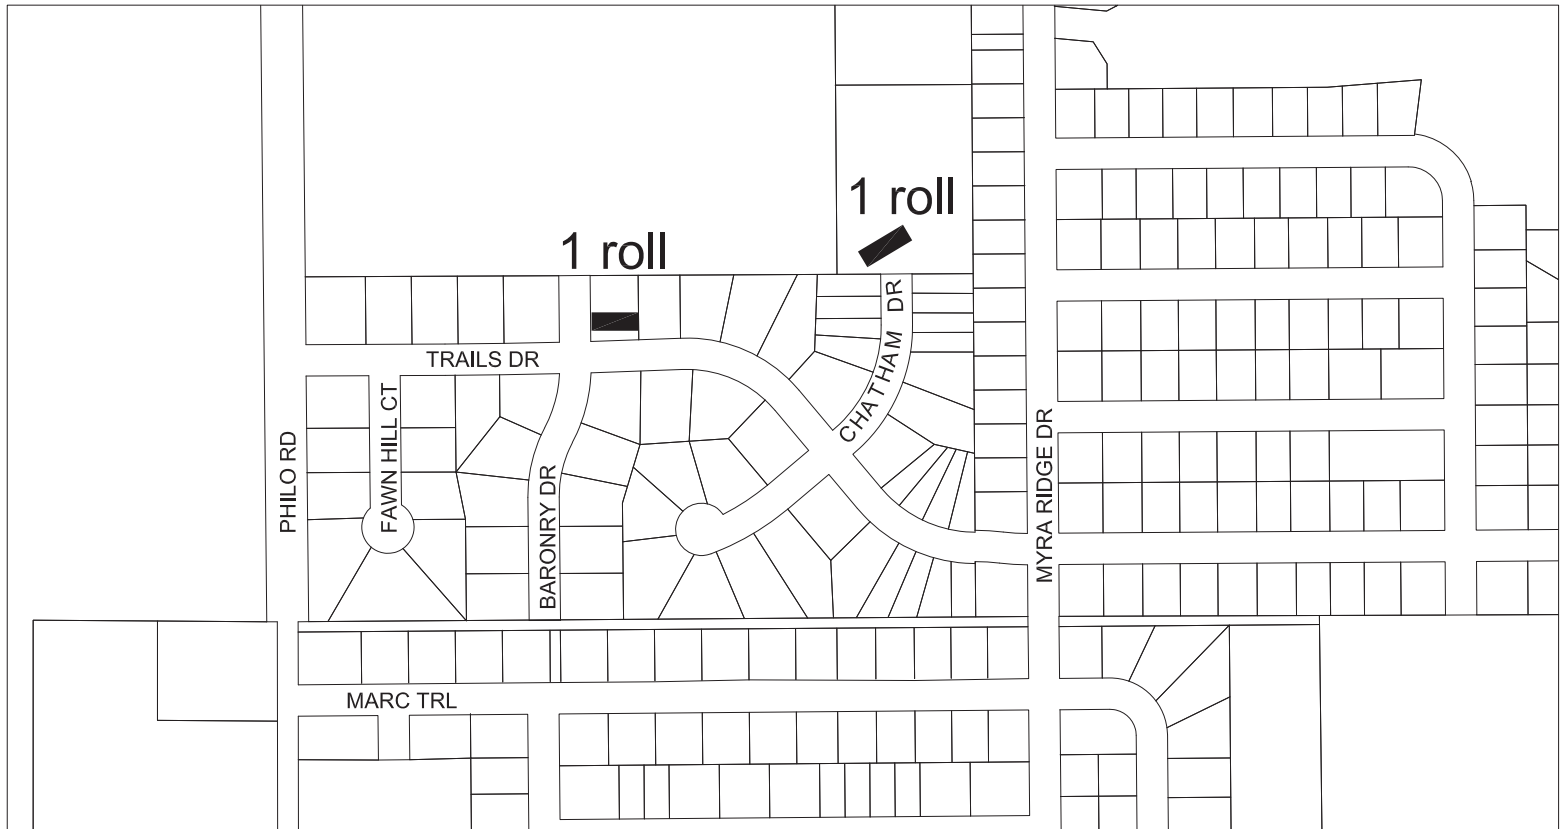 1 roll
1 roll
TRAILS DR
CHATHAM DR
FAWN HILL CT
PHILO RD
BARONRY DR
MYRA RIDGE DR
MARC TRL